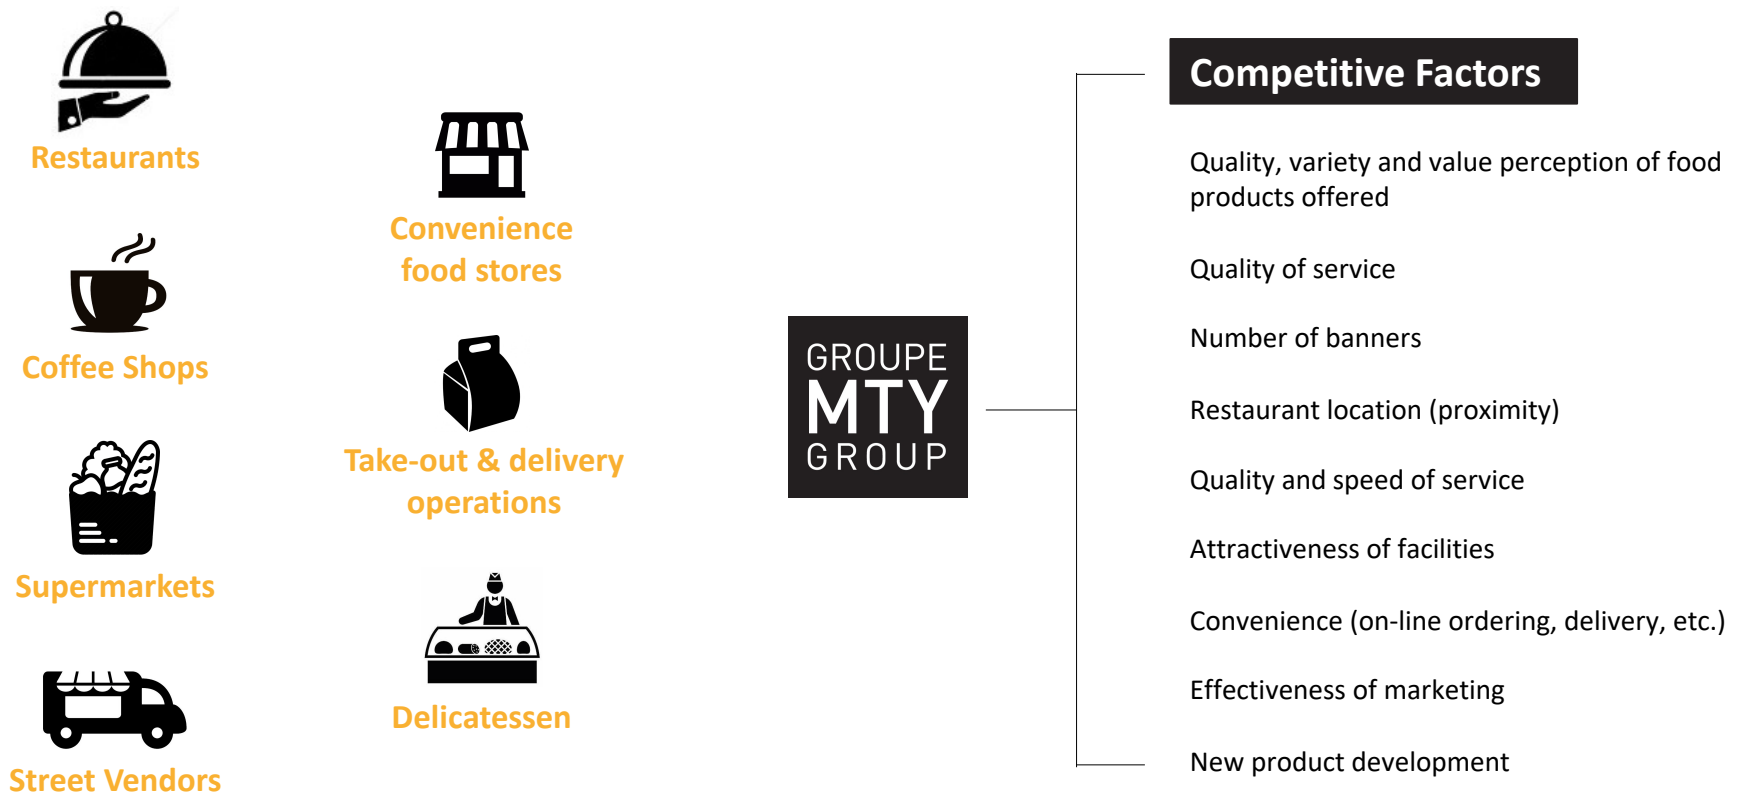 Restaurants
Coffee Shops
Supermarkets
Street Vendors
Convenience
food stores
Take-out & delivery
operations
Delicatessen
GROUPE
MTY
GROUP
Competitive Factors
Quality, variety and value perception of food
products offered
Quality of service
Number of banners
Restaurant location (proximity)
Quality and speed of service
Attractiveness of facilities
Convenience (on-line ordering, delivery, etc.)
Effectiveness of marketing
New product development